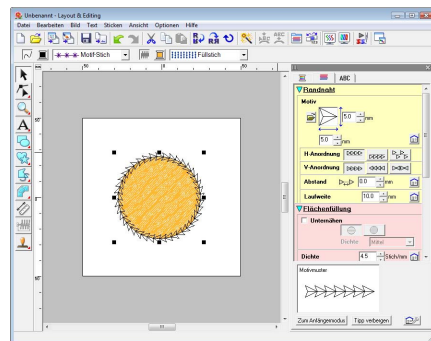 Unbenannt - Layout & Editing
Datei Bearbeiten Bild Text Sticken Ansicht Optionen Hilfe
Motif-Stich
Füllstich
ABC
Randnaht
Motiv
5.0 mm
5.0 mm
H-Anordnung
V-Anordnung
Abstand 0.0 mm
Laufweite 10.0 mm
Flächenfüllung
Unternähen
Dichte Mittel
Dichte 4.5 Stich/mm
Motivmuster
Zum Anfängermodus Tipp verbergen